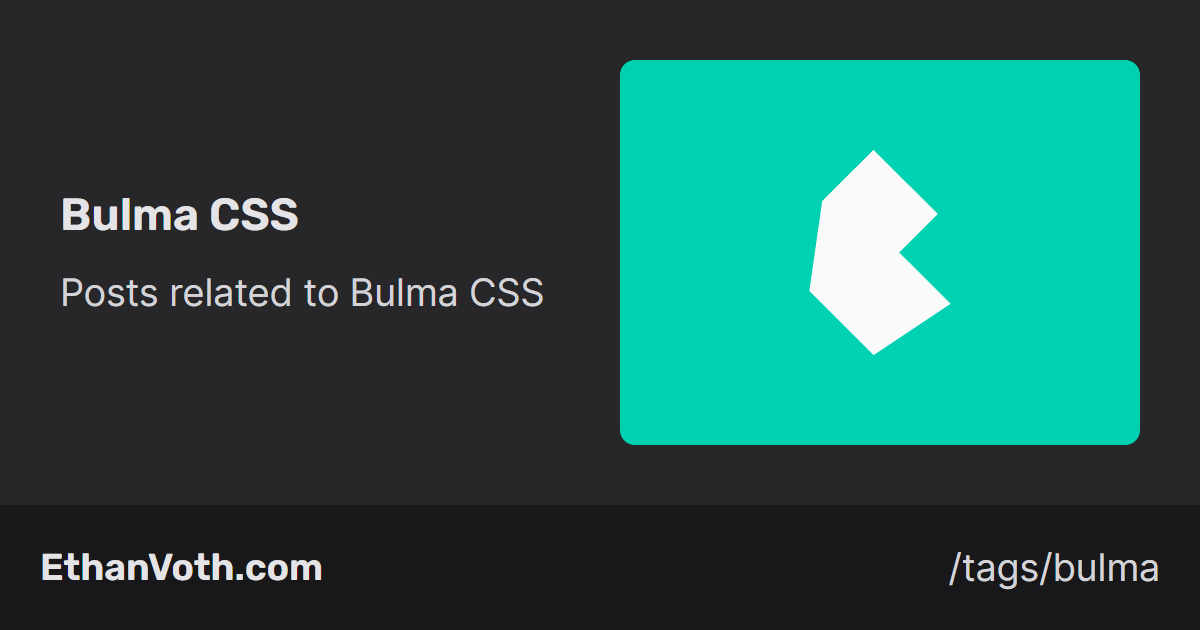 Bulma CSS
Posts related to Bulma CSS
EthanVoth.com
/tags/bulma